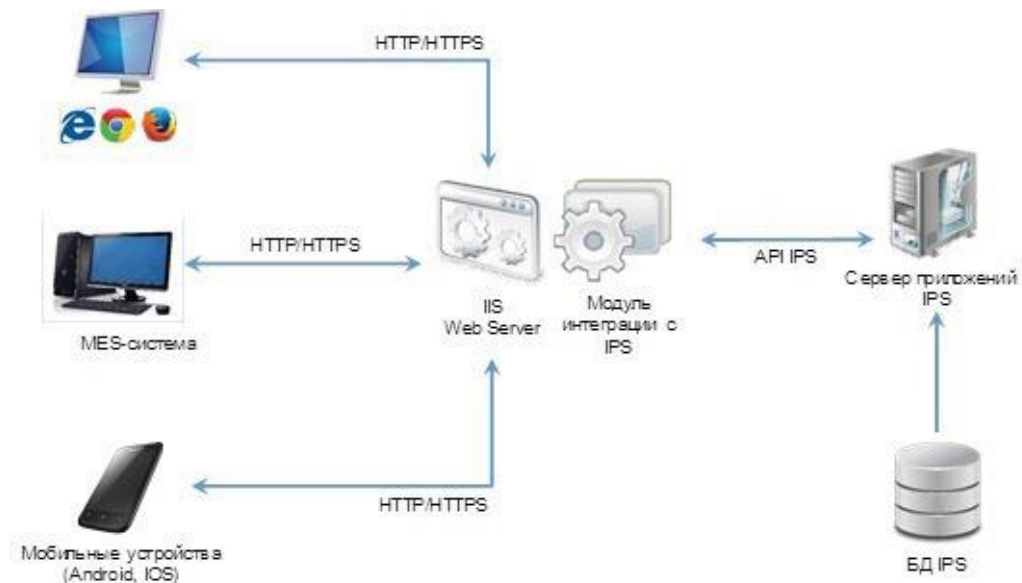 HTTP/HTTPS
HTTP/HTTPS
API IPS
Сервер приложений
IPS
IIS
Web Server
Модуль
интеграции с
IPS
MES-система
HTTP/HTTPS
Мобильные устройства
(Android, IOS)
БД IPS